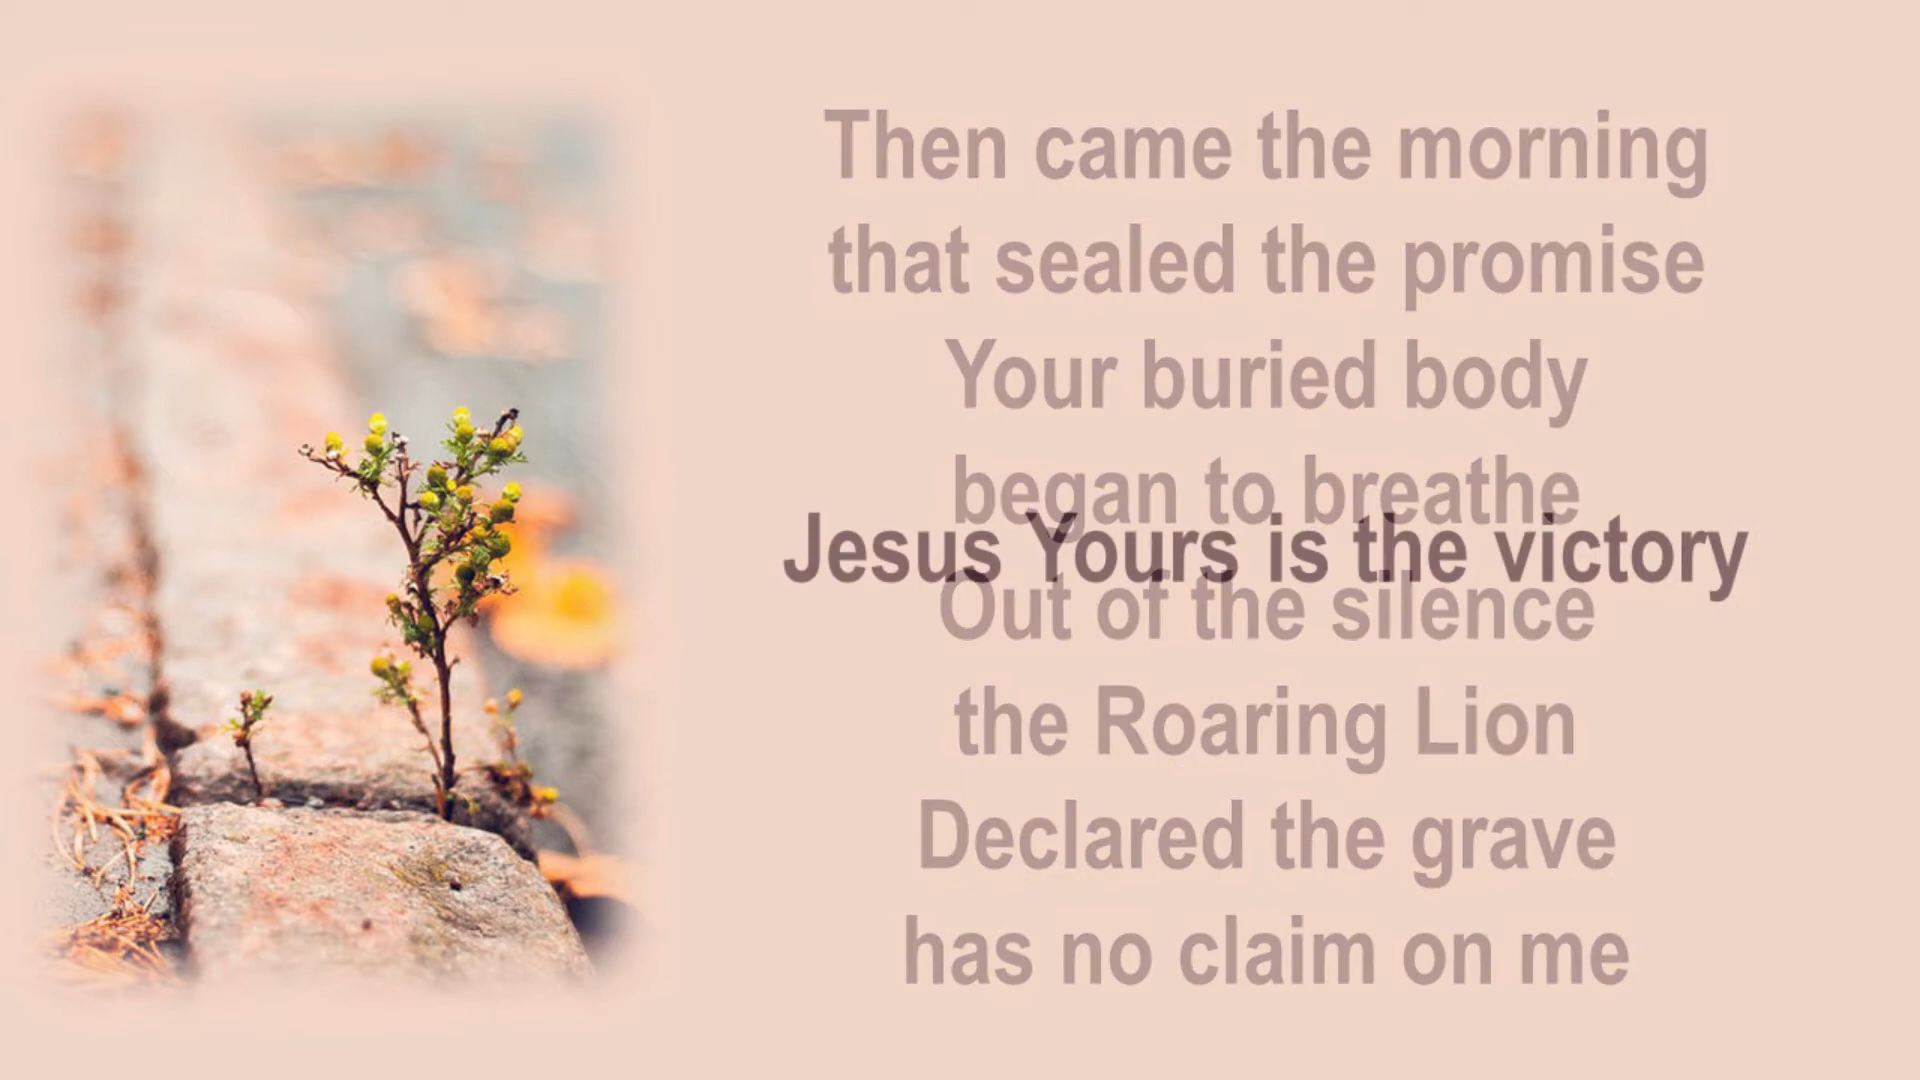 Then came the morning
that sealed the promise
Your buried body
began to breathe
Jesus Yours is the victory
Out of the silence
the Roaring Lion
Declared the grave
has no claim on me